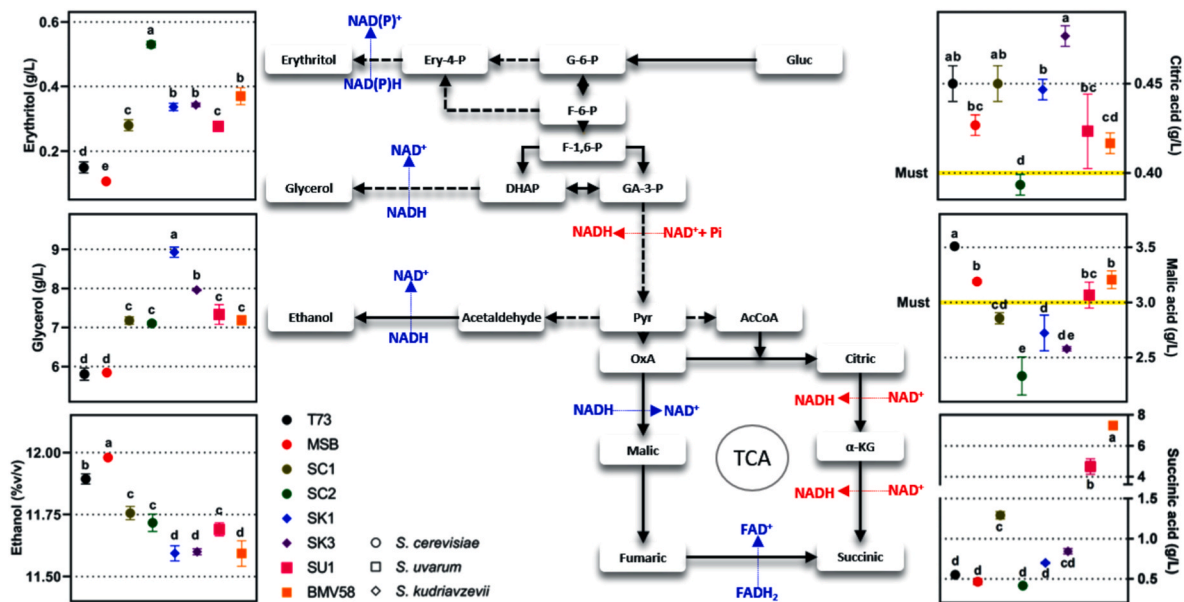 Erythritol (g/L)
0.6
0.4
0.2
d
e
c
a
b
b
c
b
Glycerol (g/L)
9
8
7
6
d
d
c
c
a
b
c
c
Ethanol (%v/v)
12.00
11.75
11.50
b
a
c
c
d
d
c
d
T73
MSB
SC1
SC2
SK1
SK3
SU1
BMV58
S. cerevisiae
S. uvarum
S. kudriavzevii
NAD(P)+
Erythritol
Ery-4-P
G-6-P
Gluc
NAD(P)H
F-6-P
F-1,6-P
NAD+
Glycerol
DHAP
GA-3-P
NADH
NADH
NAD++ Pi
NAD+
Ethanol
Acetaldehyde
Pyr
AcCoA
NADH
OxA
Citric
NADH
NAD+
NADH
NAD+
Malic
TCA
α-KG
NADH
NAD+
FAD+
Fumaric
Succinic
FADH2
Citric acid (g/L)
0.45
0.40
Must
ab
bc
ab
d
b
a
bc
cd
Malic acid (g/L)
3.5
3.0
2.5
Must
a
b
cd
e
d
de
bc
b
Succinic acid (g/L)
8
6
4
1.5
1.0
0.5
d
d
c
d
d
cd
b
a